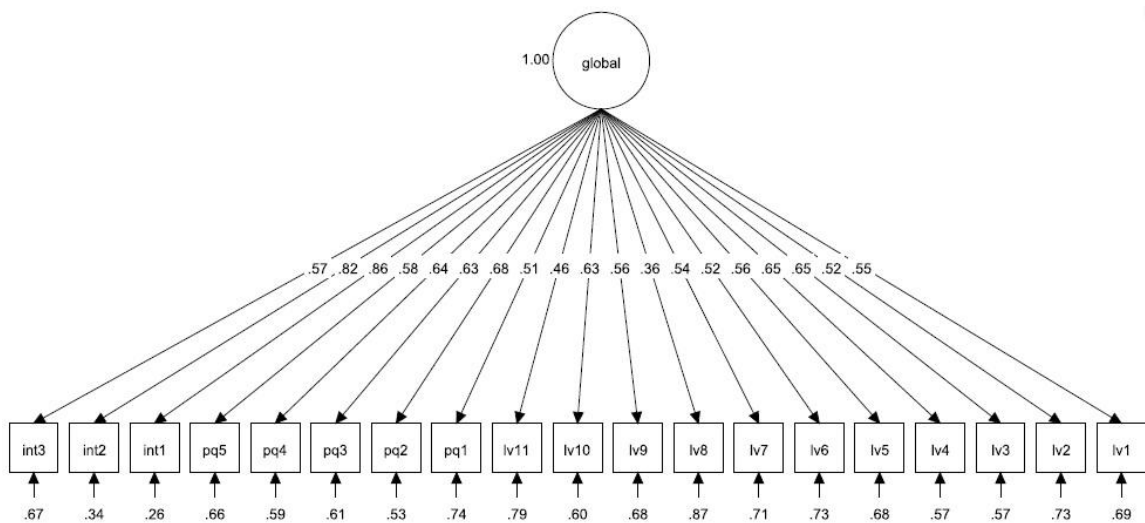 1.00 global
.57 .82 .86 .58 .64 .63 .68 .51 .46 .63 .56 .36 .54 .52 .56 .65 .65 .52 .55
int3 int2 int1 pq5 pq4 pq3 pq2 pq1 lv11 lv10 lv9 lv8 lv7 lv6 lv5 lv4 lv3 lv2 lv1
.67 .34 .26 .66 .59 .61 .53 .74 .79 .60 .68 .87 .71 .73 .68 .57 .57 .73 .69